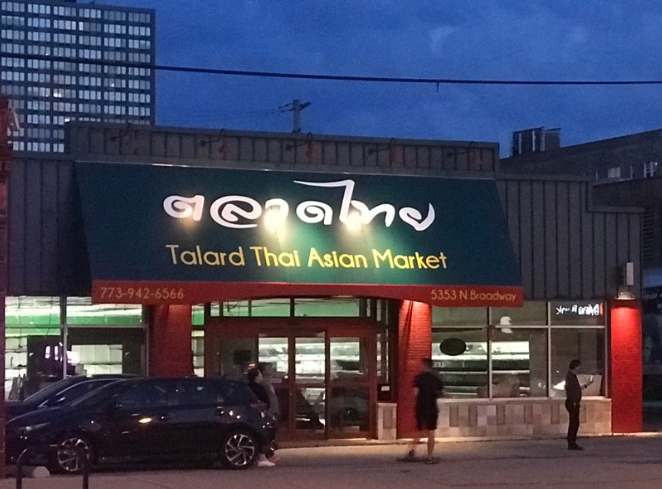 ตลาดไทย
Talard Thai Asian Market
773-942-6566
5353 N.Broadway